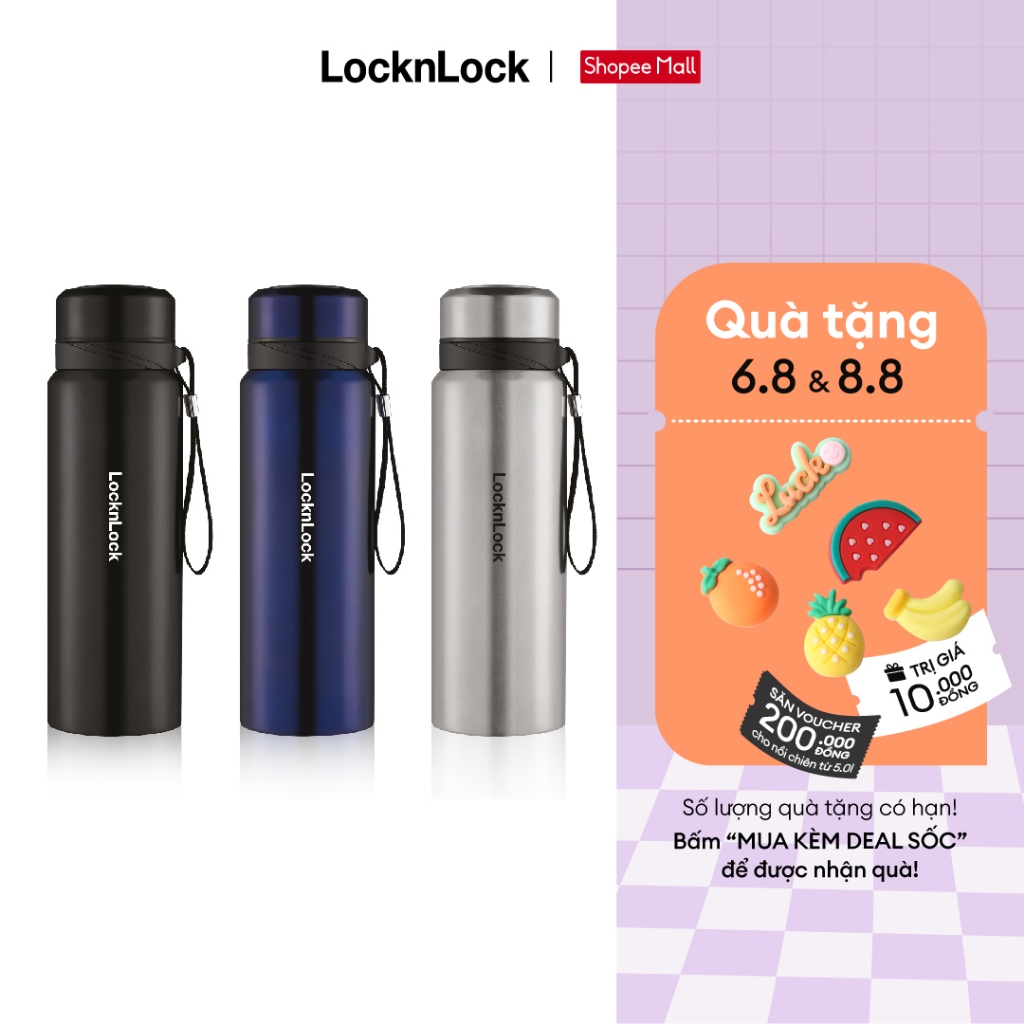 LocknLock | Shopee Mall
LocknLock
LocknLock
LocknLock
Quà tặng
6.8 & 8.8
Luck
TRỊ GIÁ
10.000
ĐỒNG
SĂN VOUCHER
200.000
ĐỒNG
cho nồi chiên từ 5.0l
Số lượng quà tặng có hạn!
Bấm “MUA KÈM DEAL SỐC”
để được nhận quà!